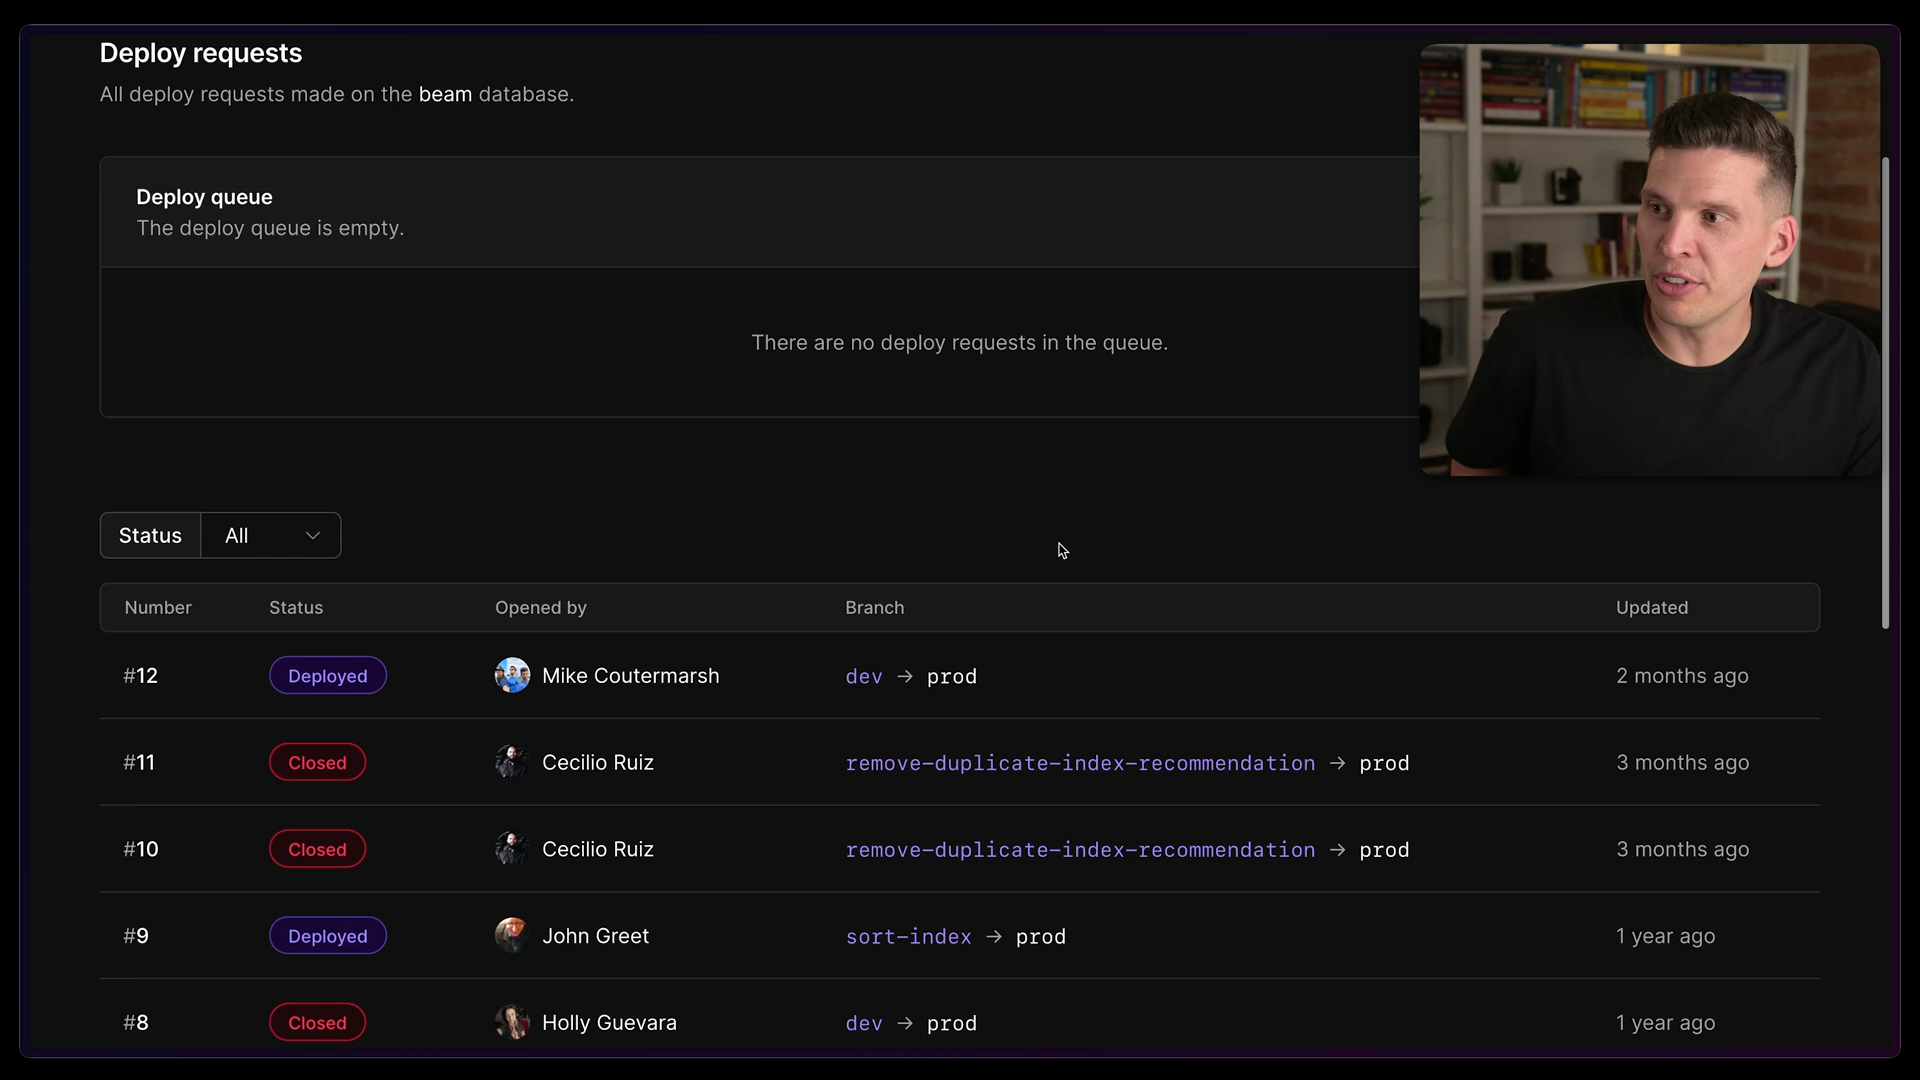 Deploy requests
All deploy requests made on the beam database.
Deploy queue
The deploy queue is empty.
There are no deploy requests in the queue.
Status All
Number Status Opened by Branch Updated
#12 Deployed Mike Coutermarsh dev → prod 2 months ago
#11 Closed Cecilio Ruiz remove-duplicate-index-recommendation → prod 3 months ago
#10 Closed Cecilio Ruiz remove-duplicate-index-recommendation → prod 3 months ago
#9 Deployed John Greet sort-index → prod 1 year ago
#8 Closed Holly Guevara dev → prod 1 year ago